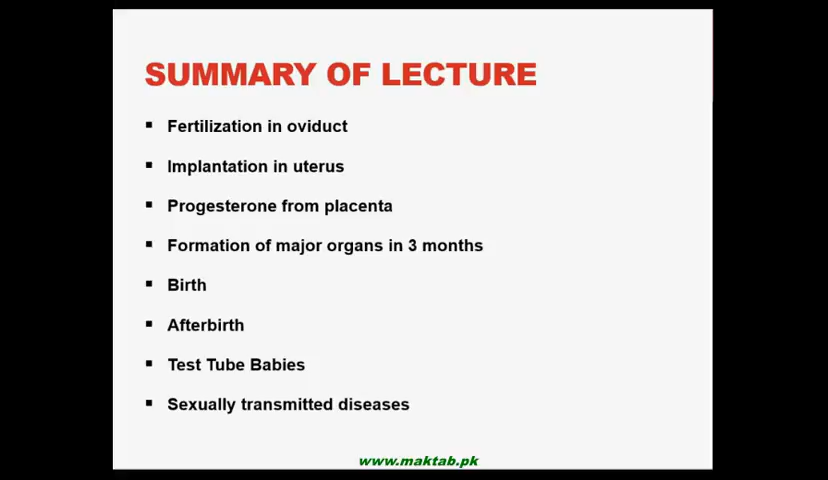 SUMMARY OF LECTURE
Fertilization in oviduct
Implantation in uterus
Progesterone from placenta
Formation of major organs in 3 months
Birth
Afterbirth
Test Tube Babies
Sexually transmitted diseases
www.maktab.pk